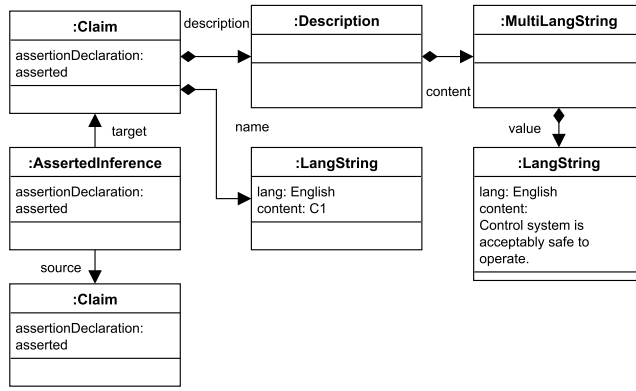 :Claim
assertionDeclaration:
asserted
description
:Description
content
:MultiLangString
target
name
value
:AssertedInference
assertionDeclaration:
asserted
:LangString
lang: English
content: C1
:LangString
lang: English
content:
Control system is
acceptably safe to
operate.
source
:Claim
assertionDeclaration:
asserted